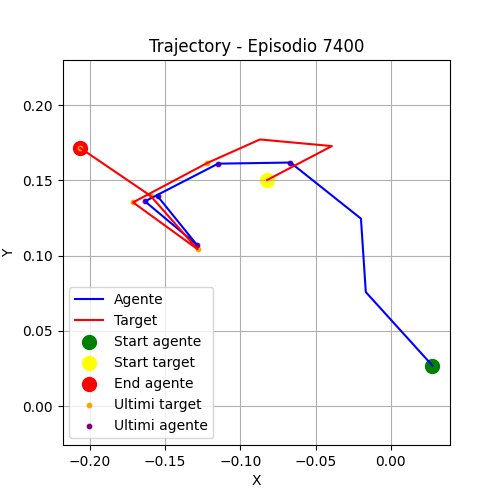 Trajectory - Episodio 7400
Y
0.20
0.15
0.10
0.05
0.00
Agente
Target
Start agente
Start target
End agente
Ultimi target
Ultimi agente
−0.20 −0.15 −0.10 −0.05 0.00
X